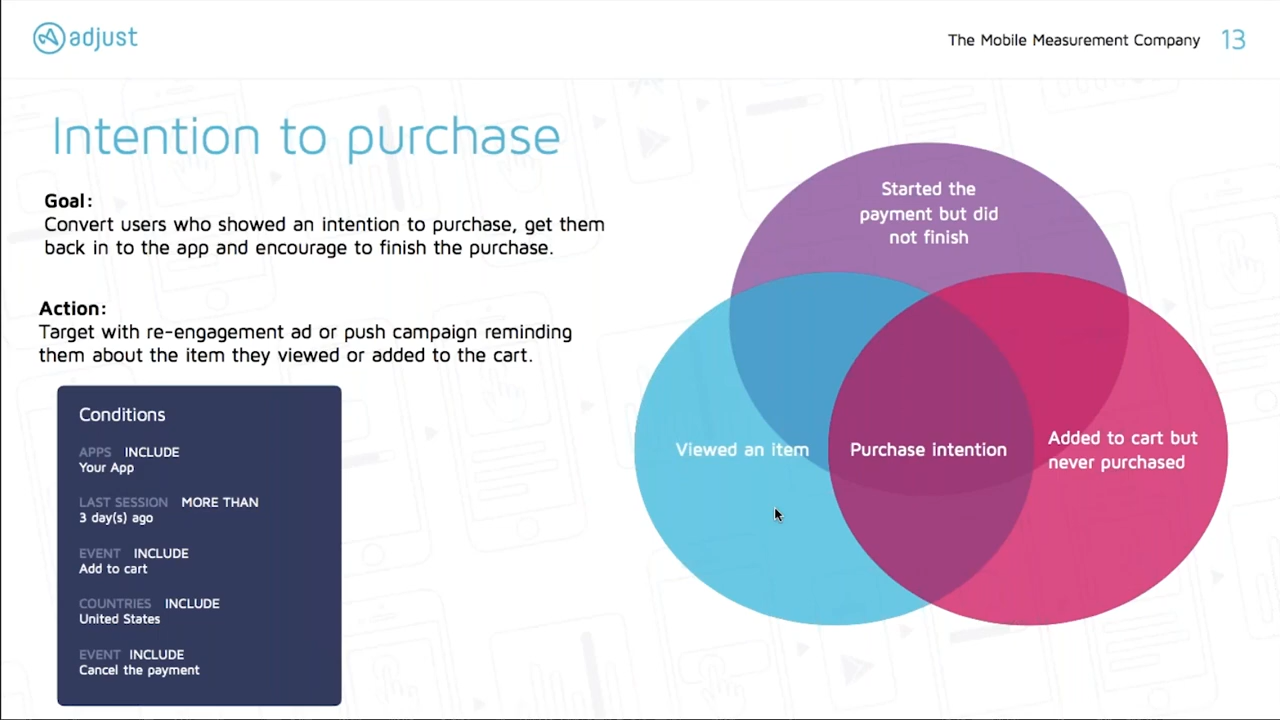 adjust
The Mobile Measurement Company 13
Intention to purchase
Goal:
Convert users who showed an intention to purchase, get them
back in to the app and encourage to finish the purchase.
Action:
Target with re-engagement ad or push campaign reminding
them about the item they viewed or added to the cart.
Conditions
APPS INCLUDE
Your App
LAST SESSION MORE THAN
3 day(s) ago
EVENT INCLUDE
Add to cart
COUNTRIES INCLUDE
United States
EVENT INCLUDE
Cancel the payment
Started the
payment but did
not finish
Viewed an item
Purchase intention
Added to cart but
never purchased